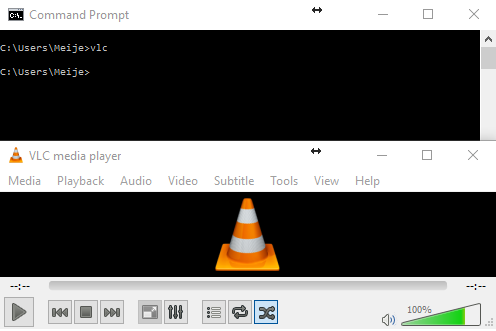 Command Prompt
C:\Users\Meije>vlc
C:\Users\Meije>
VLC media player
Media Playback Audio Video Subtitle Tools View Help
--:-- --:--
100%